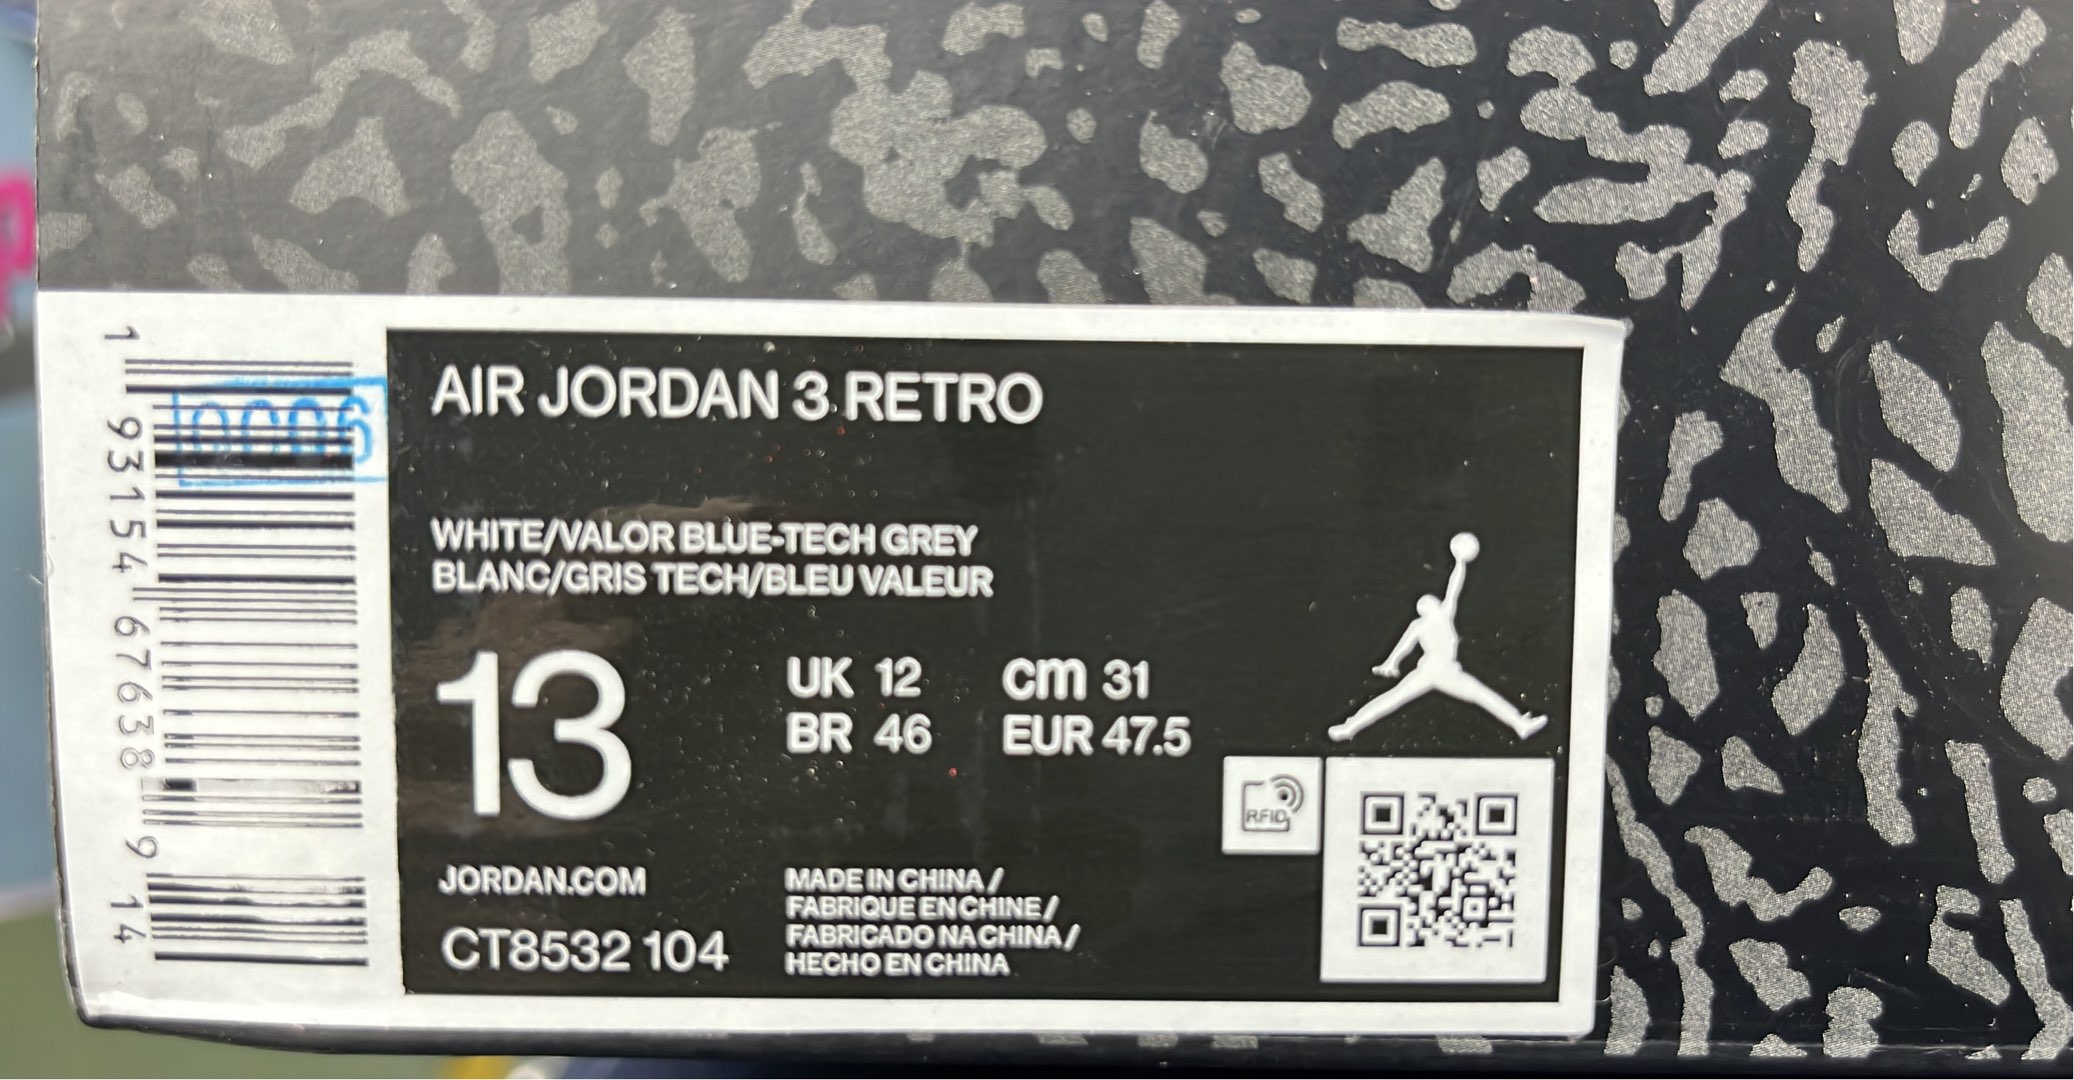 AIR JORDAN 3 RETRO
WHITE/VALOR BLUE-TECH GREY
BLANC/GRIS TECH/BLEU VALEUR
13
UK 12
cm 31
BR 46
EUR 47.5
RFID
JORDAN.COM
CT8532 104
MADE IN CHINA /
FABRIQUE EN CHINE /
FABRICADO NA CHINA /
HECHO EN CHINA
1 93154 67638 9 14